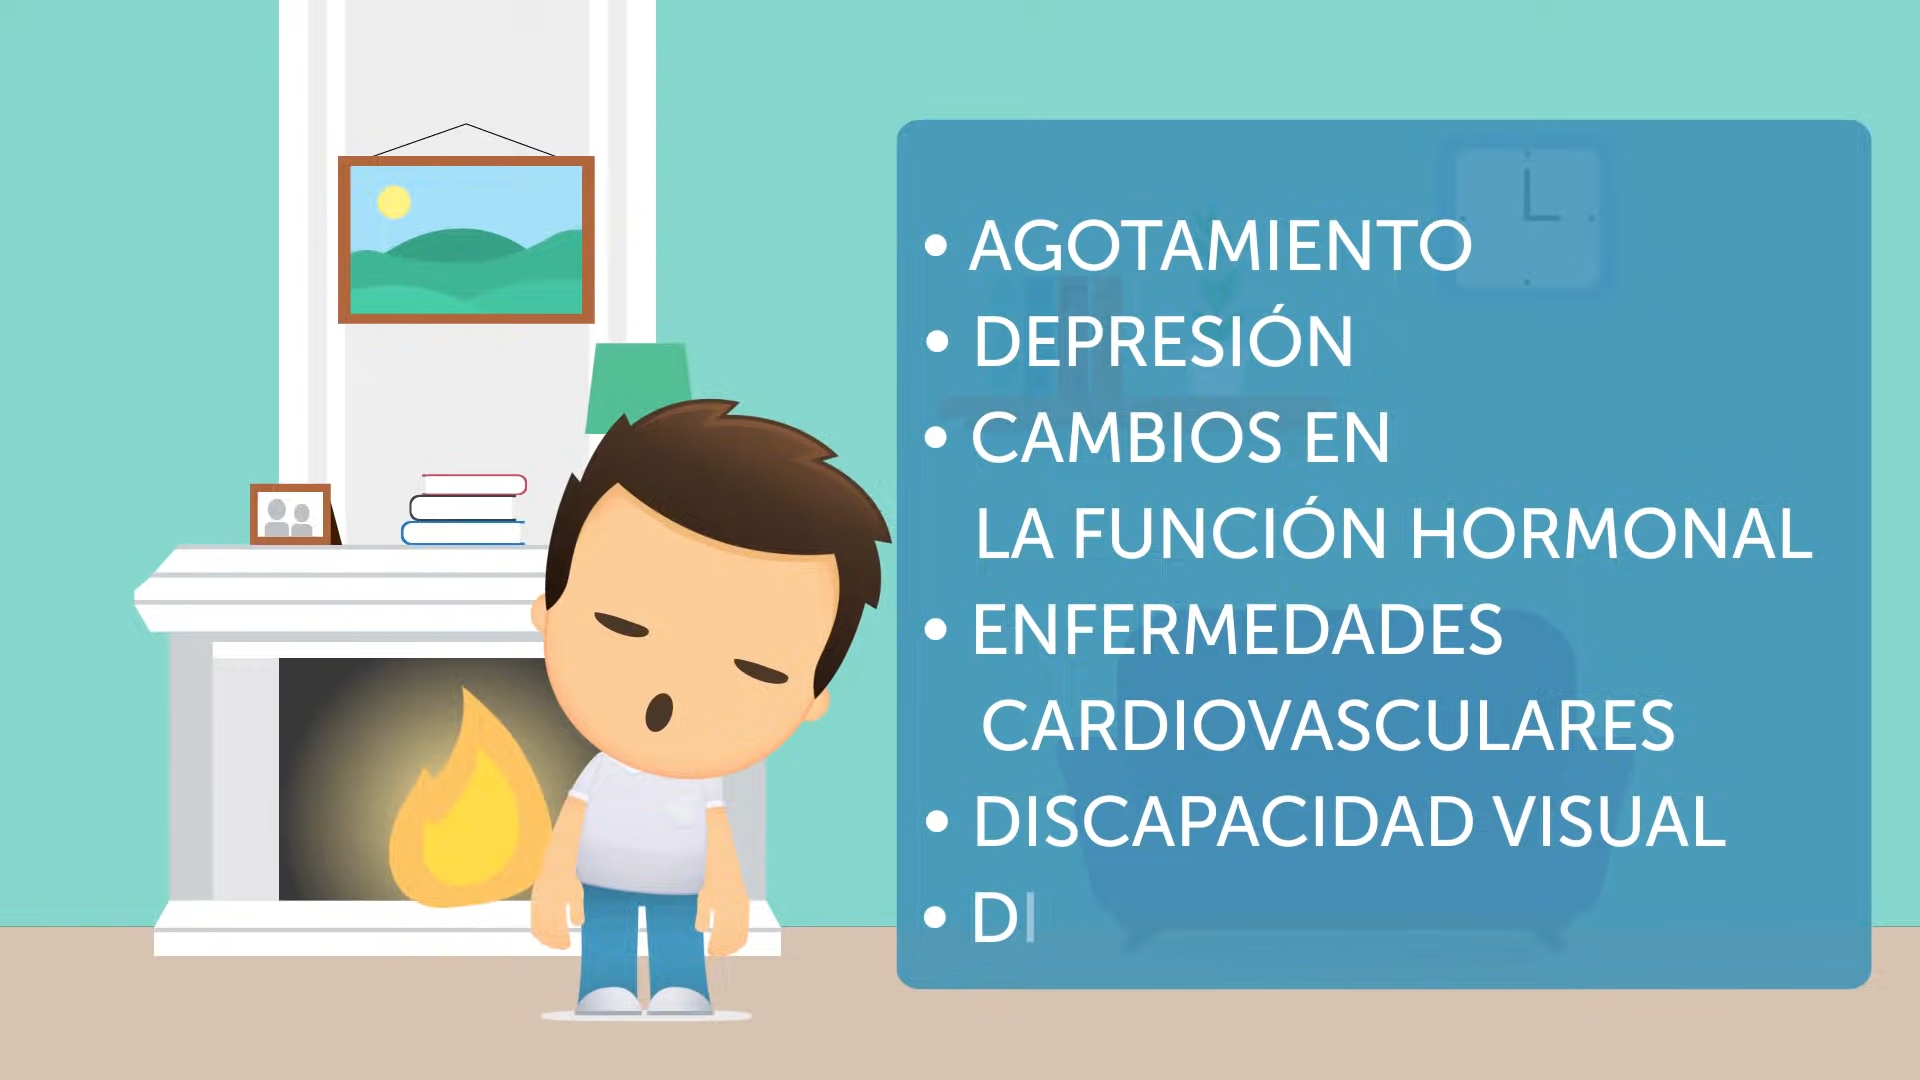 • AGOTAMIENTO
• DEPRESIÓN
• CAMBIOS EN
LA FUNCIÓN HORMONAL
• ENFERMEDADES
CARDIOVASCULARES
• DISCAPACIDAD VISUAL
• DI